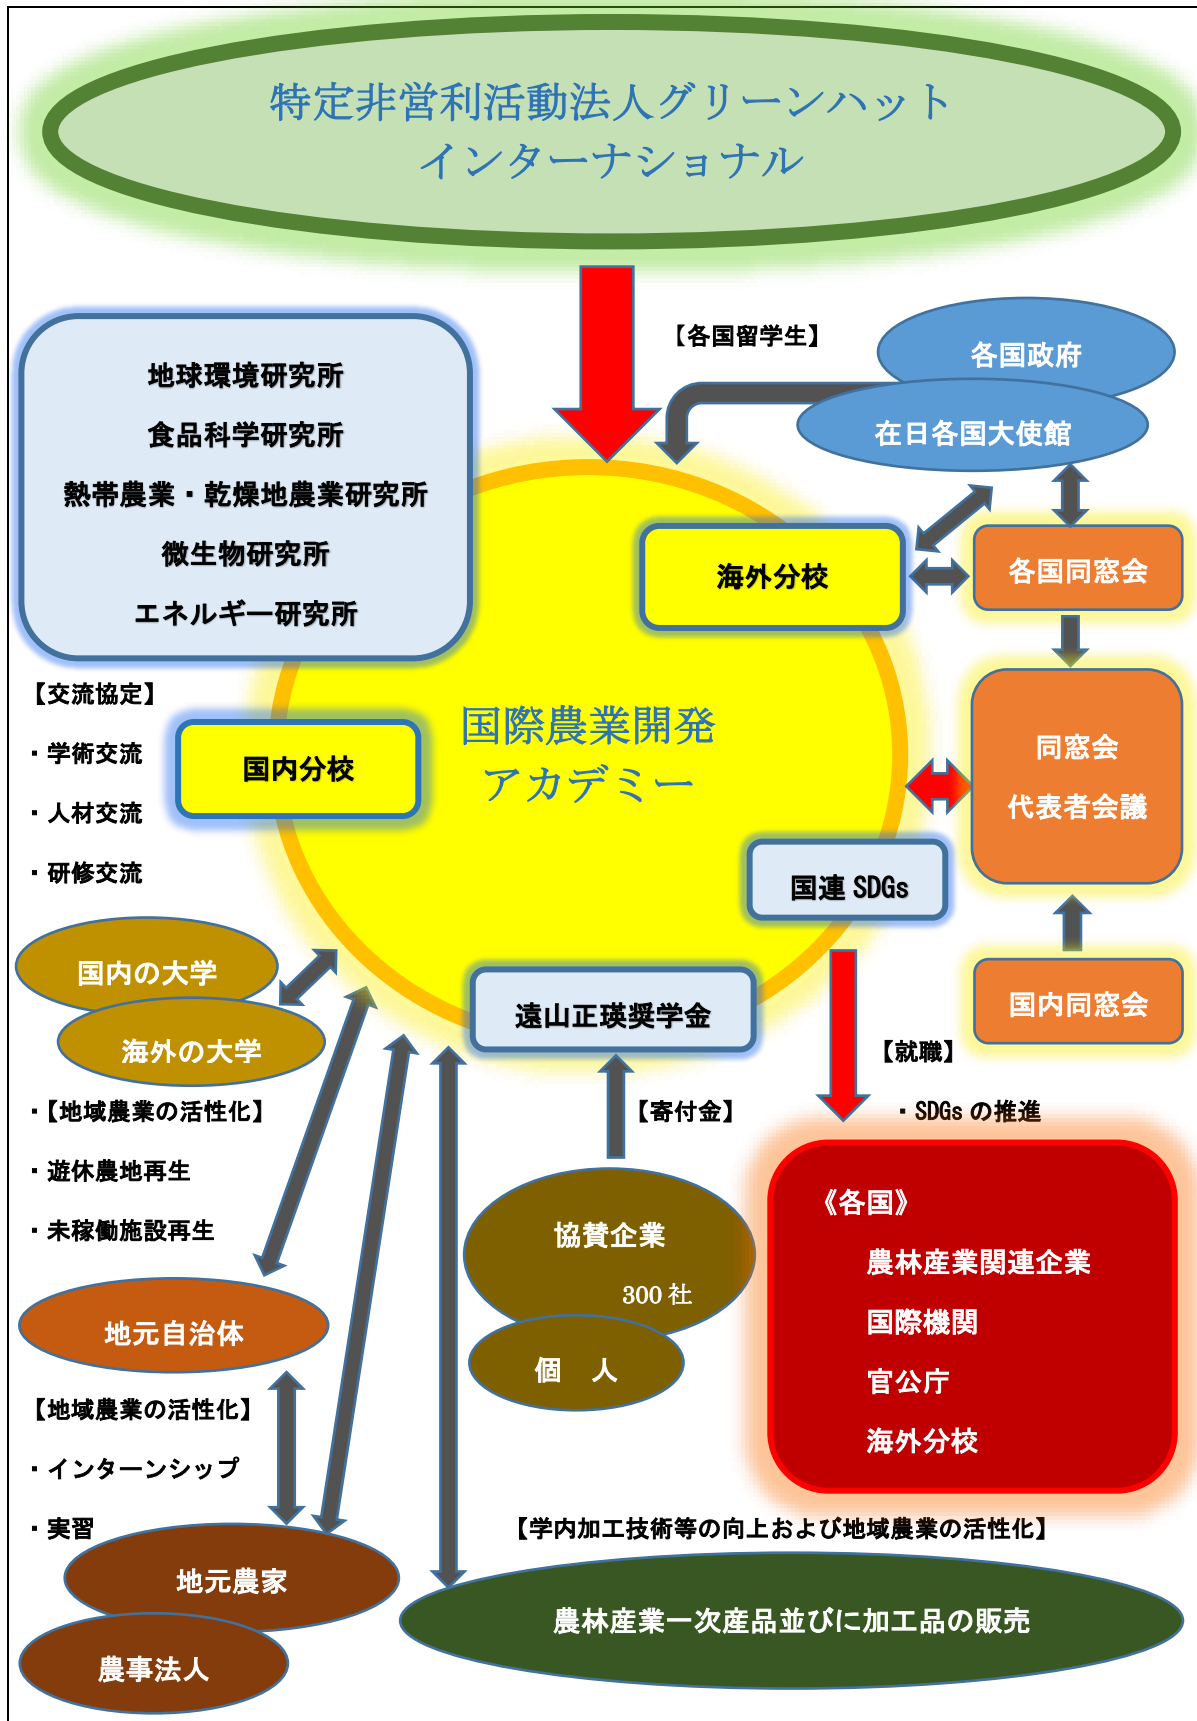 特定非営利活動法人グリーンハット
インターナショナル
【各国留学生】
各国政府
在日各国大使館
地球環境研究所
食品科学研究所
熱帯農業・乾燥地農業研究所
微生物研究所
エネルギー研究所
海外分校
各国同窓会
【交流協定】
・学術交流
・人材交流
・研修交流
国内分校
国際農業開発
アカデミー
同窓会
代表者会議
国連 SDGs
国内の大学
海外の大学
遠山正瑛奨学金
国内同窓会
【就職】
・SDGs の推進
・【地域農業の活性化】
・遊休農地再生
・未稼働施設再生
【寄付金】
協賛企業
300 社
個　人
《各国》
農林産業関連企業
国際機関
官公庁
海外分校
地元自治体
【地域農業の活性化】
・インターンシップ
・実習
地元農家
農事法人
【学内加工技術等の向上および地域農業の活性化】
農林産業一次産品並びに加工品の販売